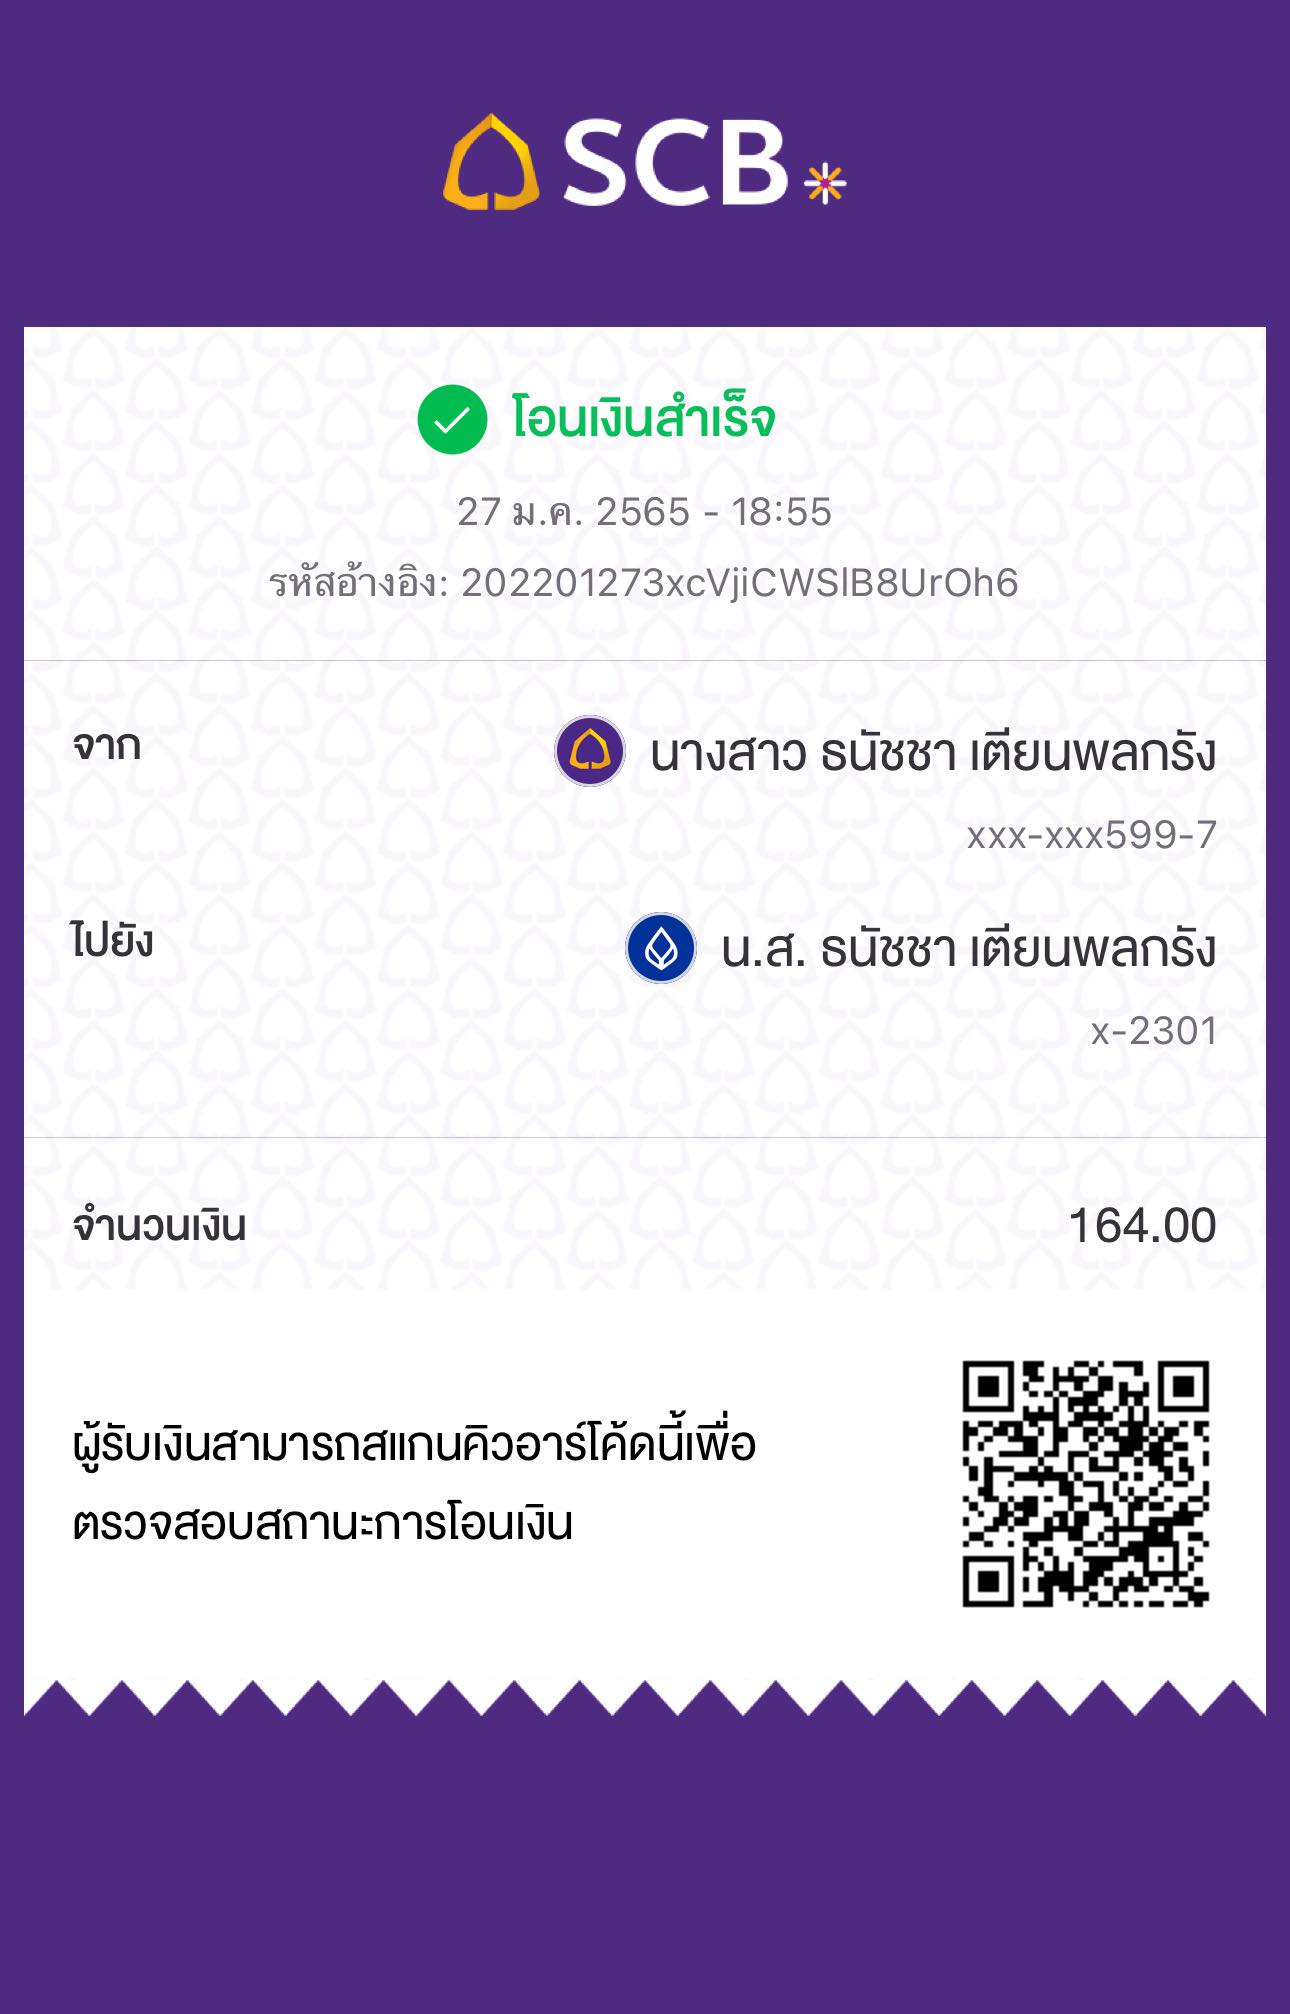 SCB
โอนเงินสำเร็จ
27 ม.ค. 2565 - 18:55
รหัสอ้างอิง: 202201273xcVjiCWSlB8UrOh6
จาก
นางสาว ธนัชชา เตียนพลกรัง
xxx-xxx599-7
ไปยัง
น.ส. ธนัชชา เตียนพลกรัง
x-2301
จำนวนเงิน
164.00
ผู้รับเงินสามารถสแกนคิวอาร์โค้ดนี้เพื่อ
ตรวจสอบสถานะการโอนเงิน